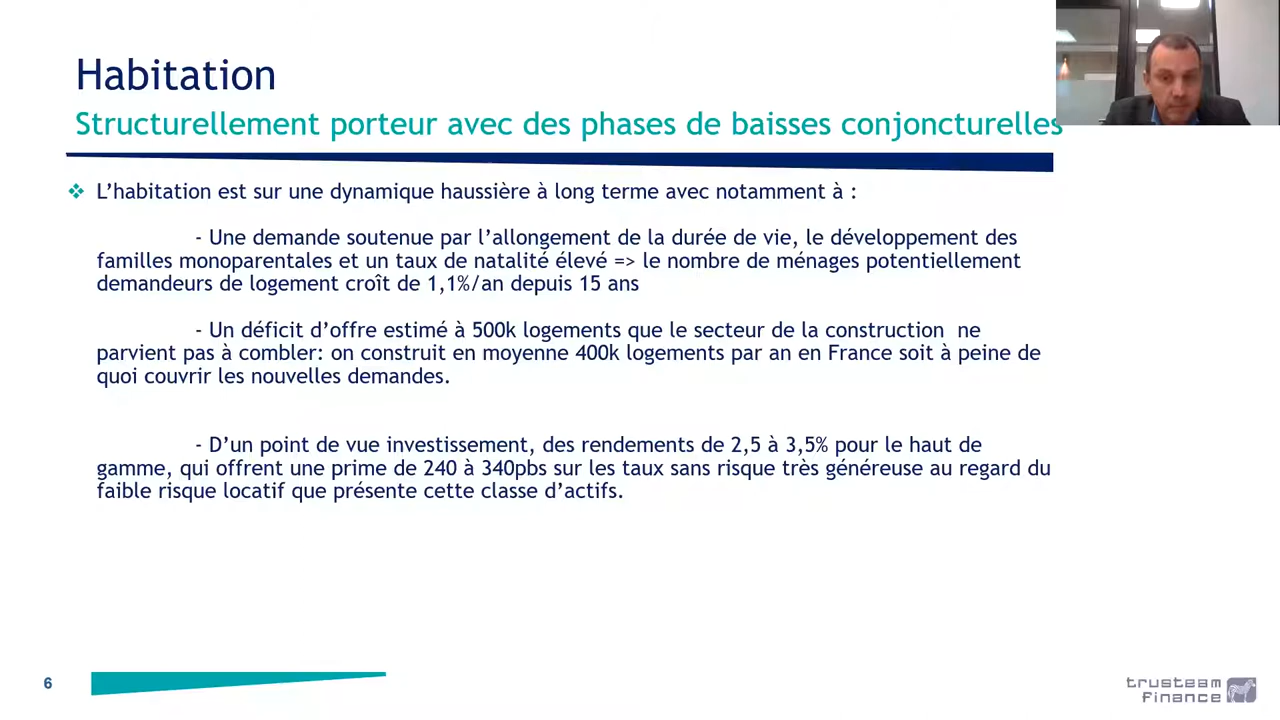 Habitation
Structurellement porteur avec des phases de baisses conjoncturelles
L’habitation est sur une dynamique haussière à long terme avec notamment à :
- Une demande soutenue par l’allongement de la durée de vie, le développement des
familles monoparentales et un taux de natalité élevé => le nombre de ménages potentiellement
demandeurs de logement croît de 1,1%/an depuis 15 ans
- Un déficit d’offre estimé à 500k logements que le secteur de la construction ne
parvient pas à combler: on construit en moyenne 400k logements par an en France soit à peine de
quoi couvrir les nouvelles demandes.
- D’un point de vue investissement, des rendements de 2,5 à 3,5% pour le haut de
gamme, qui offrent une prime de 240 à 340pbs sur les taux sans risque très généreuse au regard du
faible risque locatif que présente cette classe d’actifs.
6
trusteam
finance